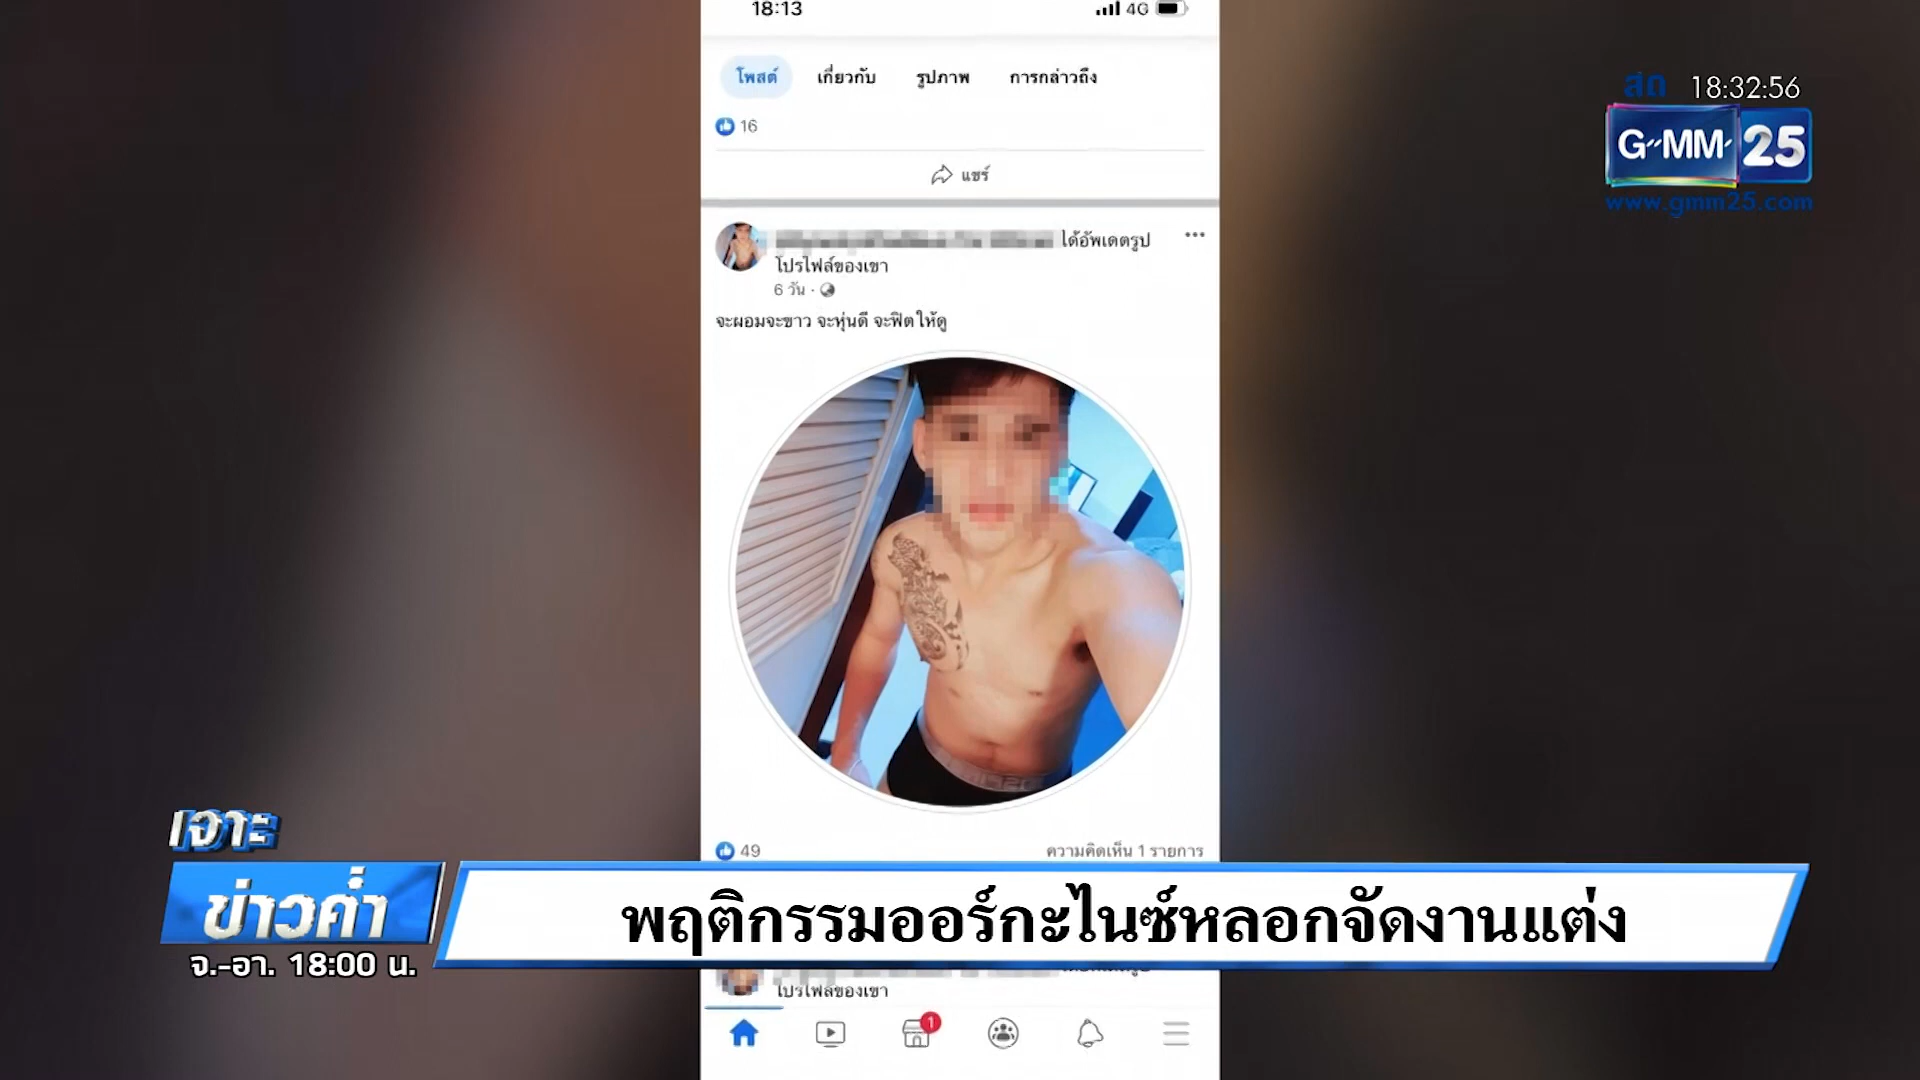 18:13
4G
โพสต์ เกี่ยวกับ รูปภาพ การกล่าวถึง
16
แชร์
ได้อัพเดตรูป
โปรไฟล์ของเขา
6 วัน ·
จะผอมจะขาว จะหุ่นดี จะฟิตให้ดู
49
ความคิดเห็น 1 รายการ
สด 18:32:56
GMM 25
www.gmm25.com
เจาะ
ข่าวค่ำ
จ.-อา. 18:00 น.
พฤติกรรมออร์กะไนซ์หลอกจัดงานแต่ง
โปรไฟล์ของเขา
1